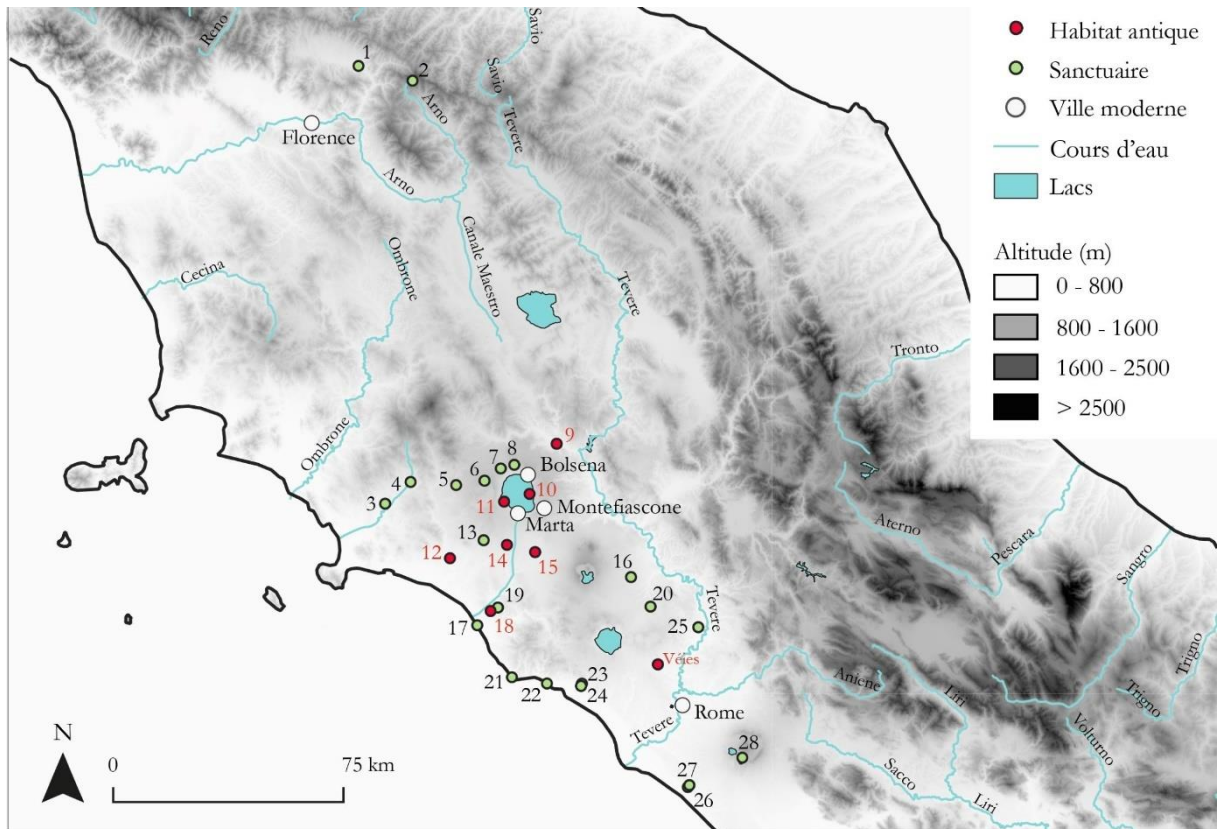 Habitat antique
Sanctuaire
Ville moderne
Cours d'eau
Lacs
Altitude (m)
0 - 800
800 - 1600
1600 - 2500
> 2500
Reno
Savio
Savio
1
2
Arno
Tevere
Florence
Arno
Ombrone
Canale Maestro
Cecina
Tevere
Tronto
Ombrone
9
8
7
Bolsena
6
5
4
10
3
11
Montefiascone
Marta
Aterno
Pescara
Sangro
13
14
12
15
16
19
20
Tevere
18
17
25
Trigno
Véies
21
22
23
24
Aniene
Liri
Trigno
Rome
Volturno
Tevere
28
Sacco
27
26
Liri
N
0
75 km